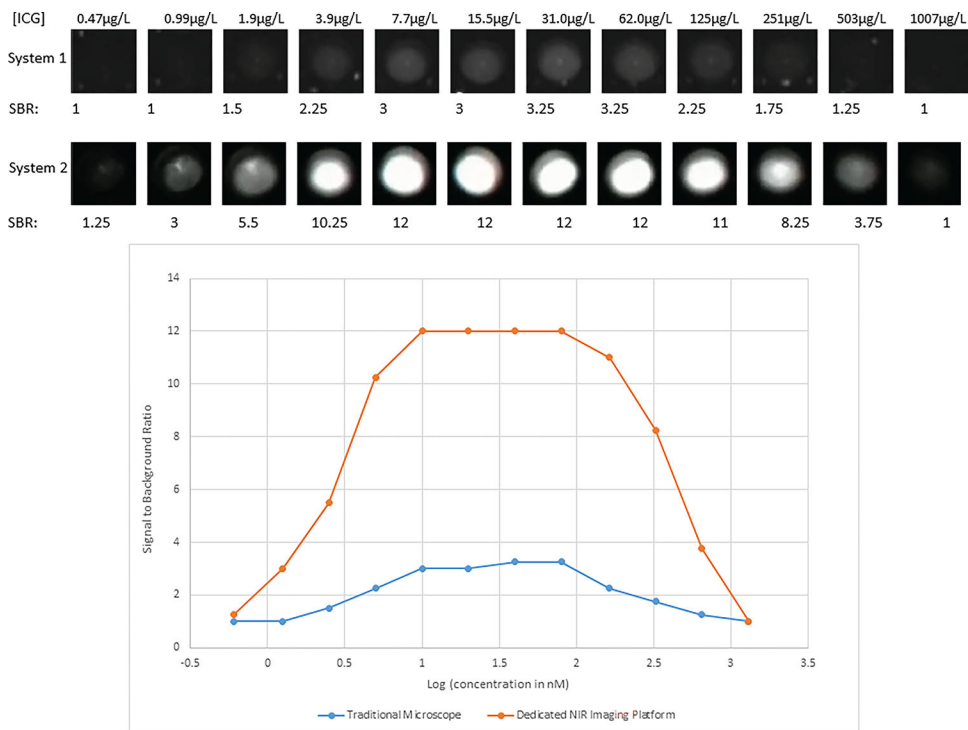 [ICG] 0.47µg/L 0.99µg/L 1.9µg/L 3.9µg/L 7.7µg/L 15.5µg/L 31.0µg/L 62.0µg/L 125µg/L 251µg/L 503µg/L 1007µg/L
System 1
SBR: 1 1 1.5 2.25 3 3 3.25 3.25 2.25 1.75 1.25 1
System 2
SBR: 1.25 3 5.5 10.25 12 12 12 12 11 8.25 3.75 1
14
12
10
8
6
4
2
0
Signal to Background Ratio
-0.5 0 0.5 1 1.5 2 2.5 3 3.5
Log (concentration in nM)
Traditional Microscope Dedicated NIR Imaging Platform